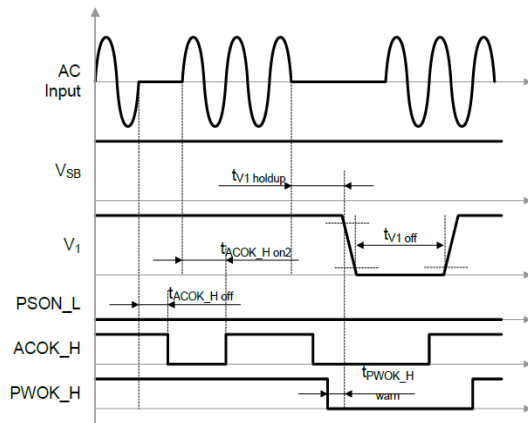 AC
Input
VSB
tV1 holdup
V1
tV1 off
tACOK_H on2
PSON_L
tACOK_H off
ACOK_H
tPWOK_H
warn
PWOK_H